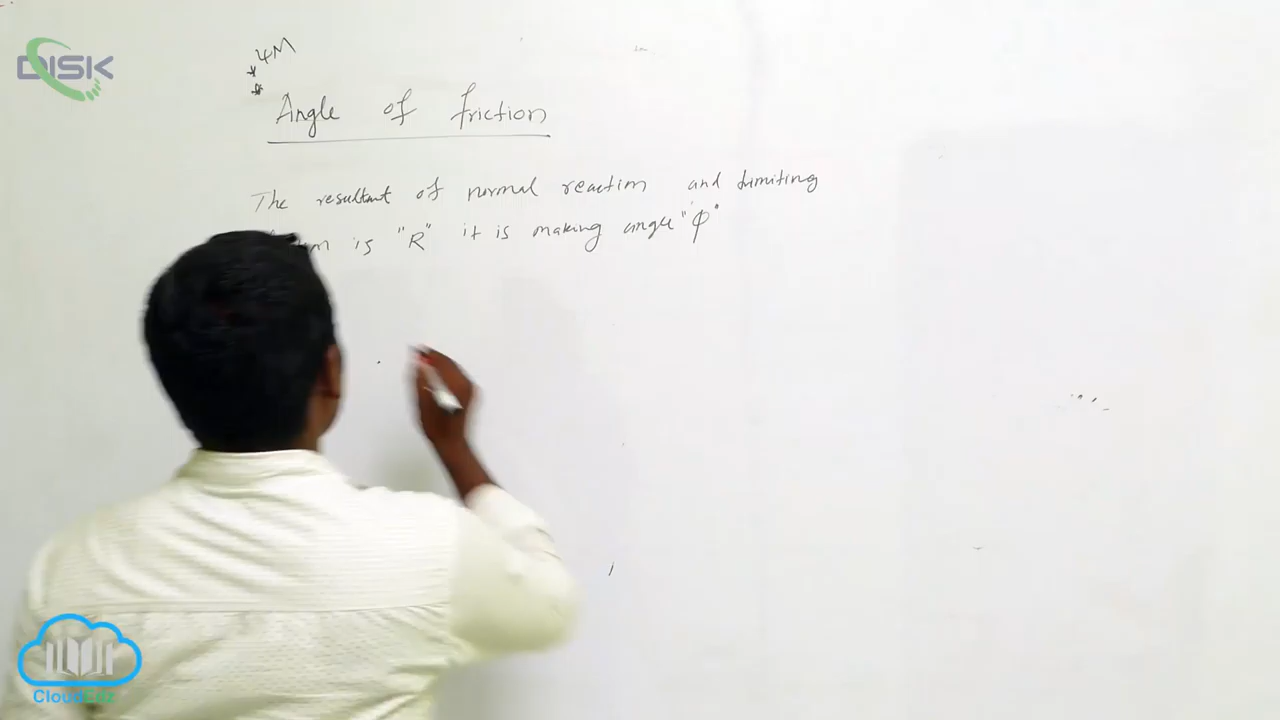 DISK
4M
Angle of friction
The resultant of normal reaction and limiting
is "R" it is making angle "φ"
CloudEdz